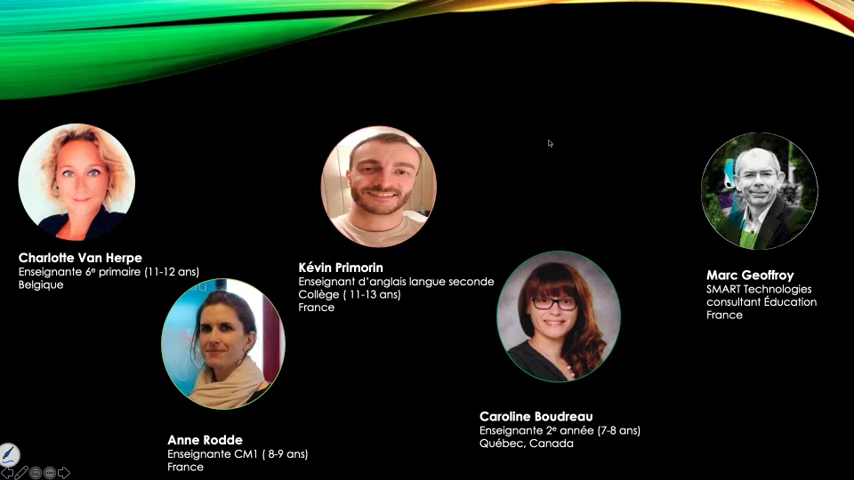 Charlotte Van Herpe
Enseignante 6e primaire (11-12 ans)
Belgique
Kévin Primorin
Enseignant d'anglais langue seconde
Collège ( 11-13 ans)
France
Marc Geoffroy
SMART Technologies
consultant Éducation
France
Anne Rodde
Enseignante CM1 ( 8-9 ans)
France
Caroline Boudreau
Enseignante 2e année (7-8 ans)
Québec, Canada